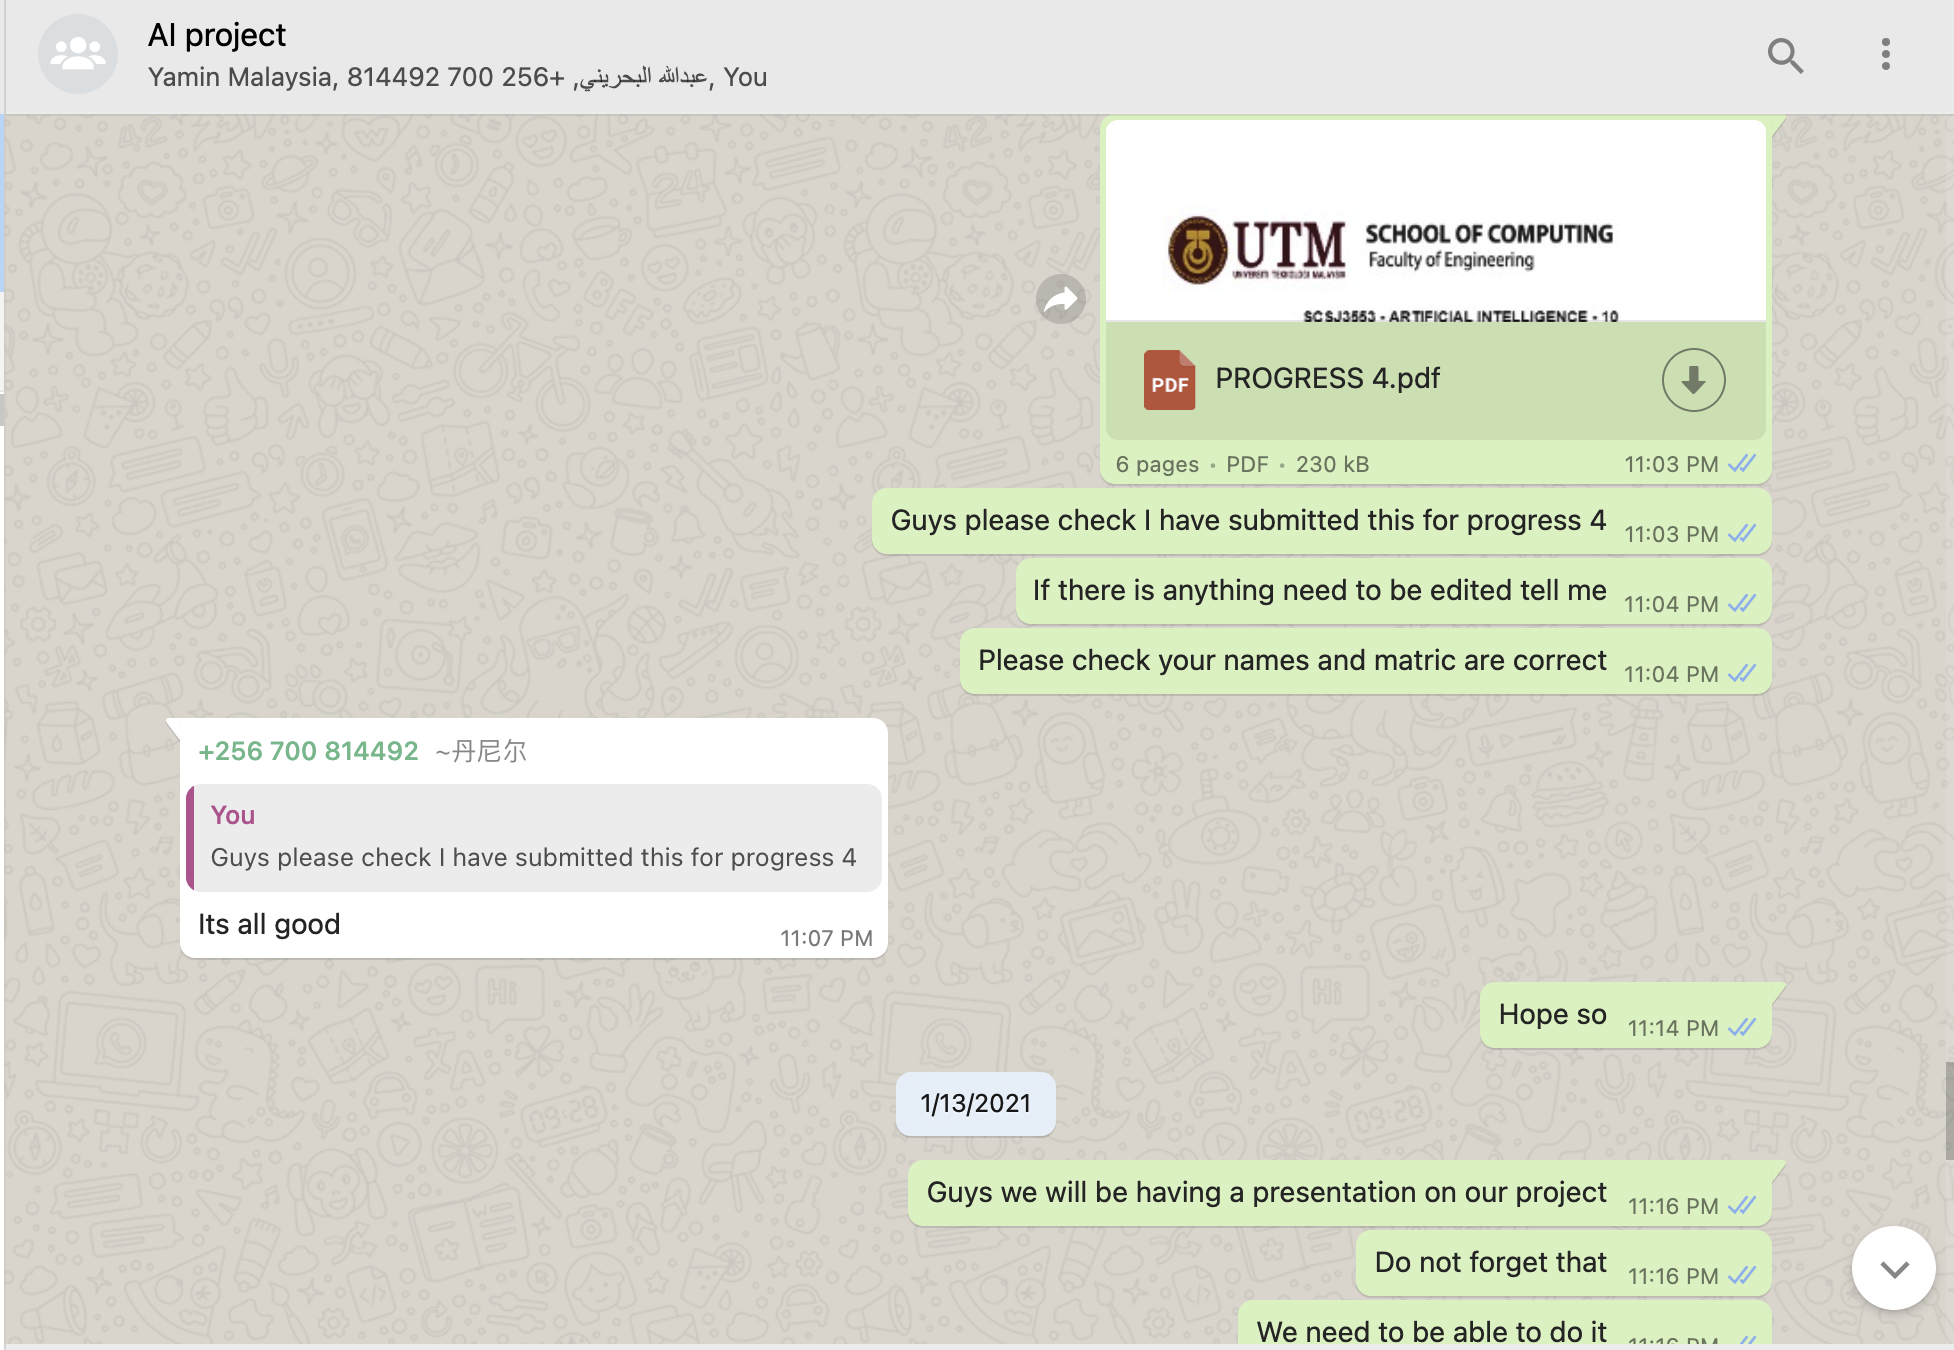 AI project
Yamin Malaysia, 814492 700 256+ ,عبدالله البحريني, You
UTM
UNIVERSITI TEKNOLOGI MALAYSIA
SCHOOL OF COMPUTING
Faculty of Engineering
SCSJ3553 - ARTIFICIAL INTELLIGENCE - 10
PDF
PROGRESS 4.pdf
6 pages • PDF • 230 kB 11:03 PM
Guys please check I have submitted this for progress 4 11:03 PM
If there is anything need to be edited tell me 11:04 PM
Please check your names and matric are correct 11:04 PM
+256 700 814492 ~丹尼尔
You
Guys please check I have submitted this for progress 4
Its all good 11:07 PM
Hope so 11:14 PM
1/13/2021
Guys we will be having a presentation on our project 11:16 PM
Do not forget that 11:16 PM
We need to be able to do it 11:16 PM